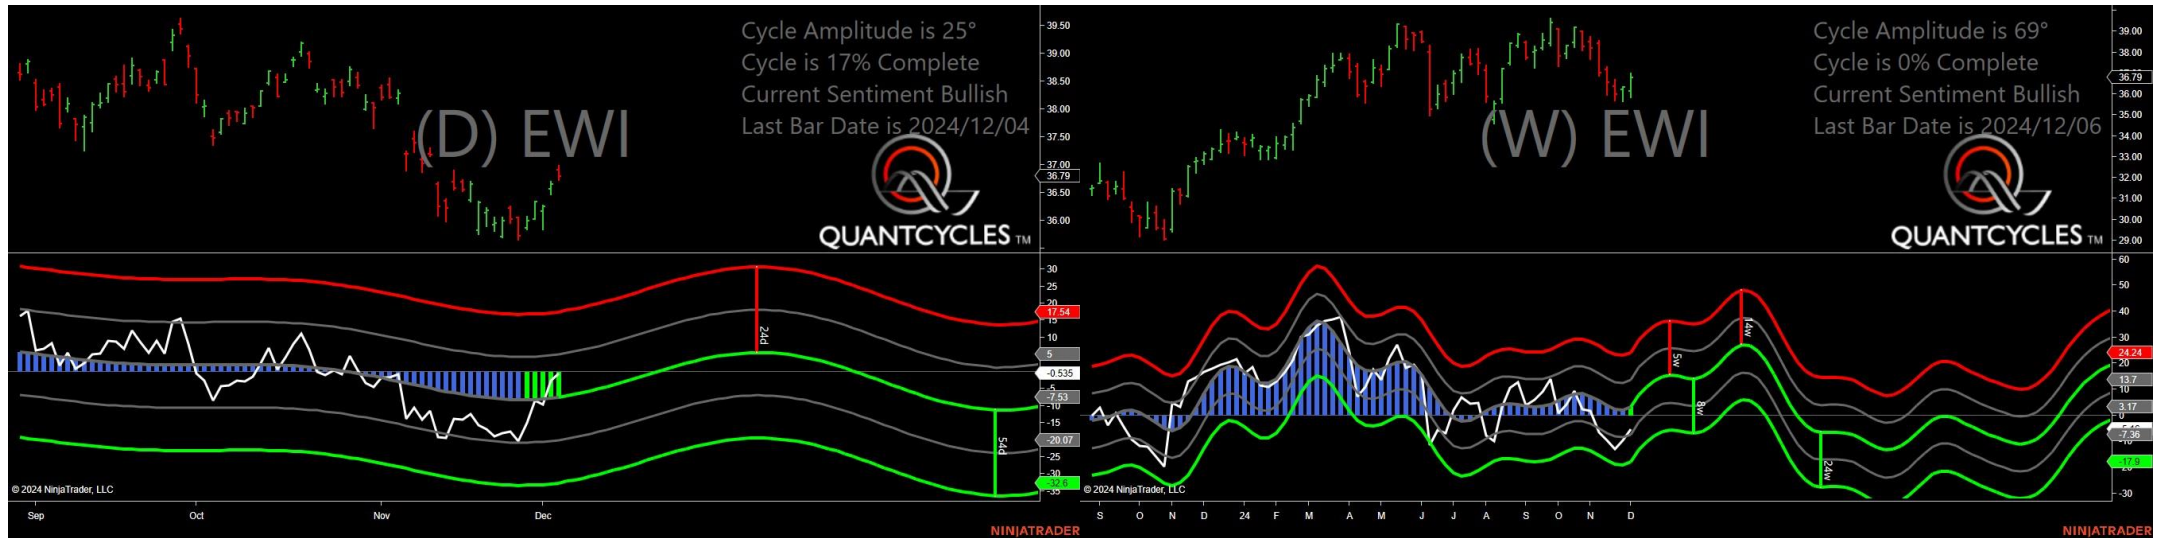 Cycle Amplitude is 25°
Cycle is 17% Complete
Current Sentiment Bullish
Last Bar Date is 2024/12/04
(D) EWI
QUANTCYCLES TM
39.50
39.00
38.50
38.00
37.50
37.00
36.79
36.50
36.00
30
25
20
17.54
15
10
5
-0.535
-5
-7.53
-10
-15
-20.07
-25
-30
-32.6
-35
24d
54d
© 2024 NinjaTrader, LLC
Sep Oct Nov Dec
NINJATRADER
Cycle Amplitude is 69°
Cycle is 0% Complete
Current Sentiment Bullish
Last Bar Date is 2024/12/06
(W) EWI
QUANTCYCLES TM
39.00
38.00
36.79
36.00
35.00
34.00
33.00
32.00
31.00
30.00
29.00
60
50
40
30
24.24
20
13.7
10
3.17
0
-7.36
-17.9
-30
5w
14w
8w
24w
© 2024 NinjaTrader, LLC
S O N D 24 F M A M J J A S O N D
NINJATRADER